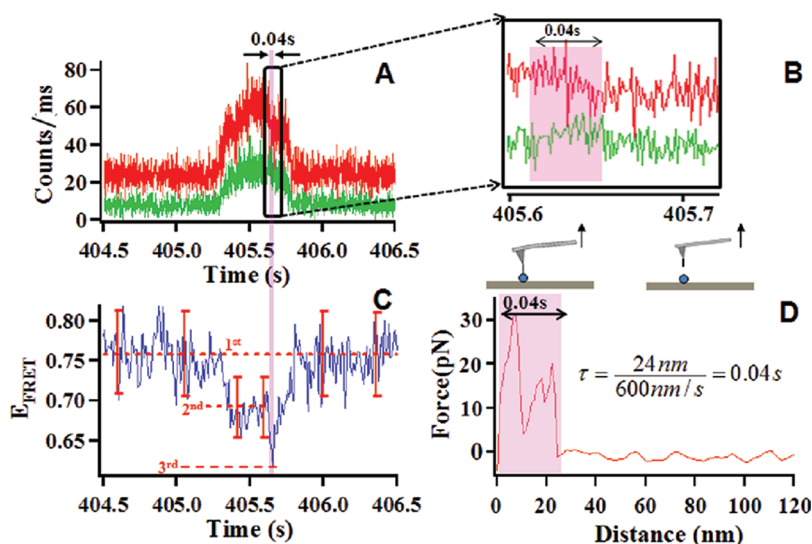 0.04s
A
80
60
40
20
0
Counts/ms
404.5 405.0 405.5 406.0 406.5
Time (s)
0.04s
B
405.6 405.7
C
0.80
0.75
0.70
0.65
E_FRET
1st
2nd
3rd
404.5 405.0 405.5 406.0 406.5
Time (s)
D
0.04s
30
20
10
0
Force(pN)
τ = 24nm / 600nm/s = 0.04s
0 20 40 60 80 100 120
Distance (nm)